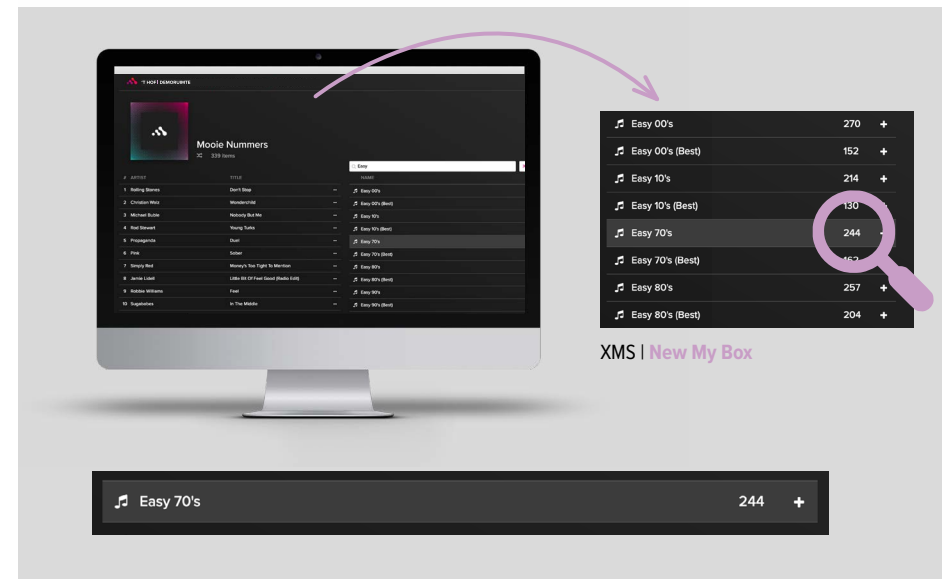 'T HOF! DEMORUIMTE
Mooie Nummers
339 items
Easy
# ARTIST TITLE
NAME
1 Rolling Stones Don't Stop
2 Christian Walz Wonderchild
3 Michael Buble Nobody But Me
4 Rod Stewart Young Turks
5 Propaganda Duel
6 Pink Sober
7 Simply Red Money's Too Tight To Mention
8 Jamie Lidell Little Bit Of Feel Good (Radio Edit)
9 Robbie Williams Feel
10 Sugababes In The Middle
Easy 00's
Easy 00's (Best)
Easy 10's
Easy 10's (Best)
Easy 70's
Easy 70's (Best)
Easy 80's
Easy 80's (Best)
Easy 90's
Easy 90's (Best)
Easy 00's 270 +
Easy 00's (Best) 152 +
Easy 10's 214 +
Easy 10's (Best) 130
Easy 70's 244
Easy 70's (Best)
Easy 80's 257 +
Easy 80's (Best) 204 +
XMS | New My Box
Easy 70's 244 +